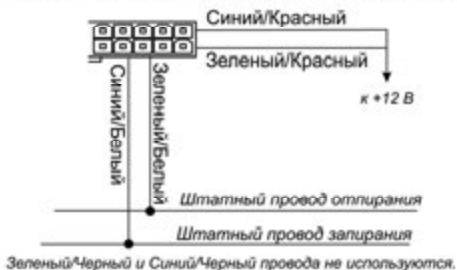 Синий/Красный
Зеленый/Красный
к +12 В
Синий/Белый
Зеленый/Белый
Штатный провод отпирания
Штатный провод запирания
Зеленый/Черный и Синий/Черный провода не используются.